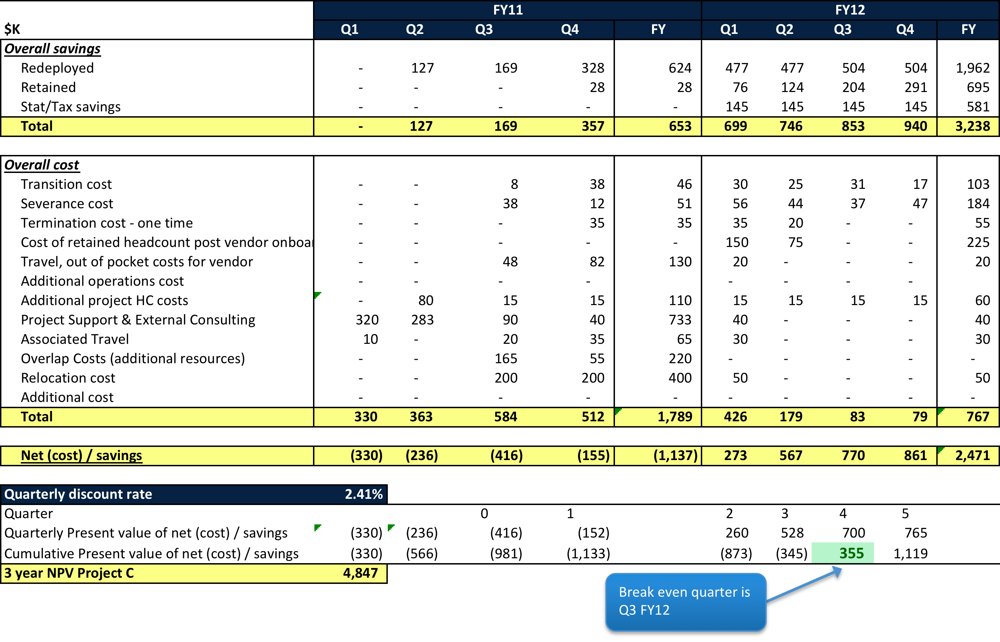 FY11 FY12
$K Q1 Q2 Q3 Q4 FY Q1 Q2 Q3 Q4 FY
Overall savings
Redeployed - 127 169 328 624 477 477 504 504 1,962
Retained - - - 28 28 76 124 204 291 695
Stat/Tax savings - - - - - 145 145 145 145 581
Total - 127 169 357 653 699 746 853 940 3,238
Overall cost
Transition cost - - 8 38 46 30 25 31 17 103
Severance cost - - 38 12 51 56 44 37 47 184
Termination cost - one time - - - 35 35 35 20 - - 55
Cost of retained headcount post vendor onboar - - - - - 150 75 - - 225
Travel, out of pocket costs for vendor - - 48 82 130 20 - - - 20
Additional operations cost - - - - - - - -
Additional project HC costs - 80 15 15 110 15 15 15 15 60
Project Support & External Consulting 320 283 90 40 733 40 - - - 40
Associated Travel 10 - 20 35 65 30 - - - 30
Overlap Costs (additional resources) - - 165 55 220 - - - - -
Relocation cost - - 200 200 400 50 - - - 50
Additional cost - - - - - - - - - -
Total 330 363 584 512 1,789 426 179 83 79 767
Net (cost) / savings (330) (236) (416) (155) (1,137) 273 567 770 861 2,471
Quarterly discount rate 2.41%
Quarter 0 1 2 3 4 5
Quarterly Present value of net (cost) / savings (330) (236) (416) (152) 260 528 700 765
Cumulative Present value of net (cost) / savings (330) (566) (981) (1,133) (873) (345) 355 1,119
3 year NPV Project C 4,847
Break even quarter is
Q3 FY12